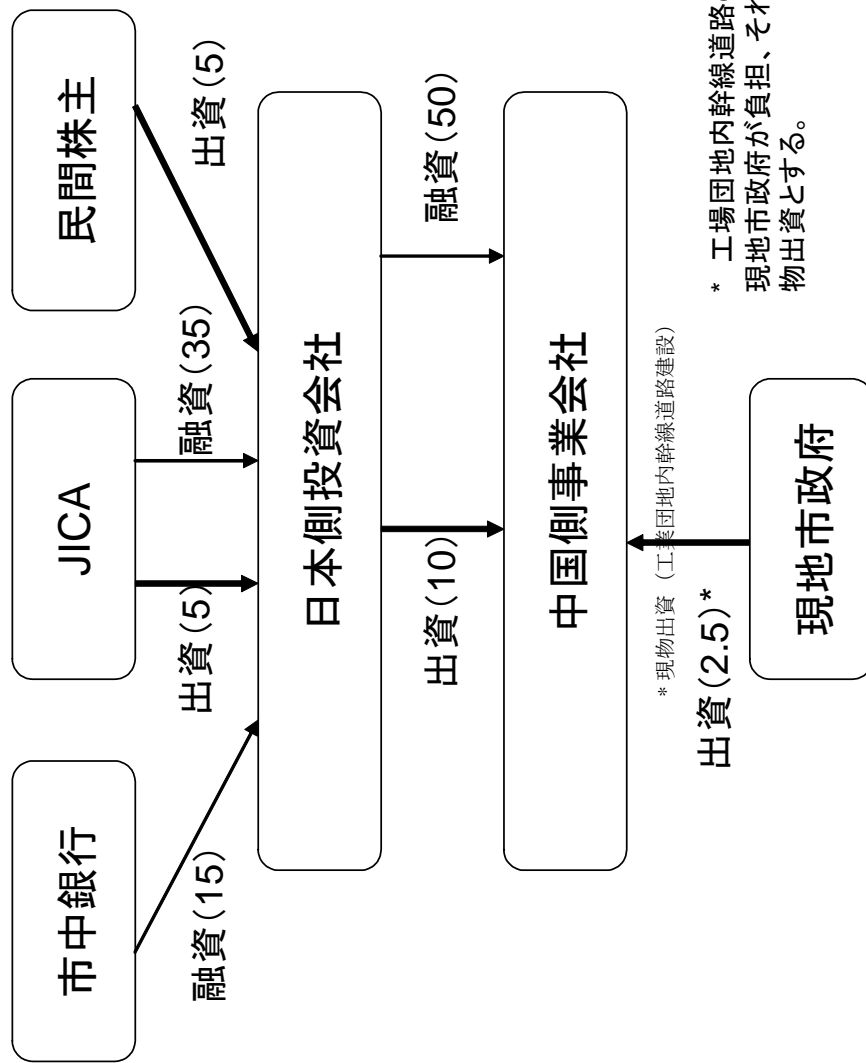 市中銀行
JICA
民間株主
融資(15)
出資(5)
融資(35)
出資(5)
日本側投資会社
出資(10)
融資(50)
中国側事業会社
* 現物出資（工業団地内幹線道路建設）
出資(2.5)*
現地市政府
* 工場団地内幹線道路
現地市政府が負担、それ
物出資とする。